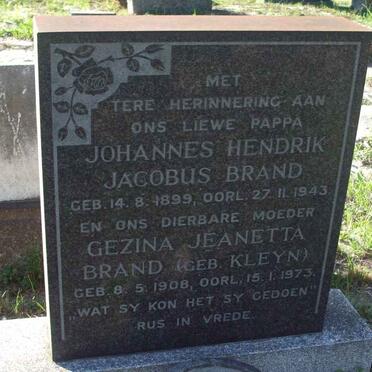 MET
TERE HERINNERING AAN
ONS LIEWE PAPPA
JOHANNES HENDRIK
JACOBUS BRAND
GEB. 14.8.1899, OORL. 27.11.1943
EN ONS DIERBARE MOEDER
GEZINA JEANETTA
BRAND (GEB. KLEYN)
GEB. 8.5.1908, OORL. 15.1.1973.
"WAT SY KON HET SY GEDOEN"
RUS IN VREDE.